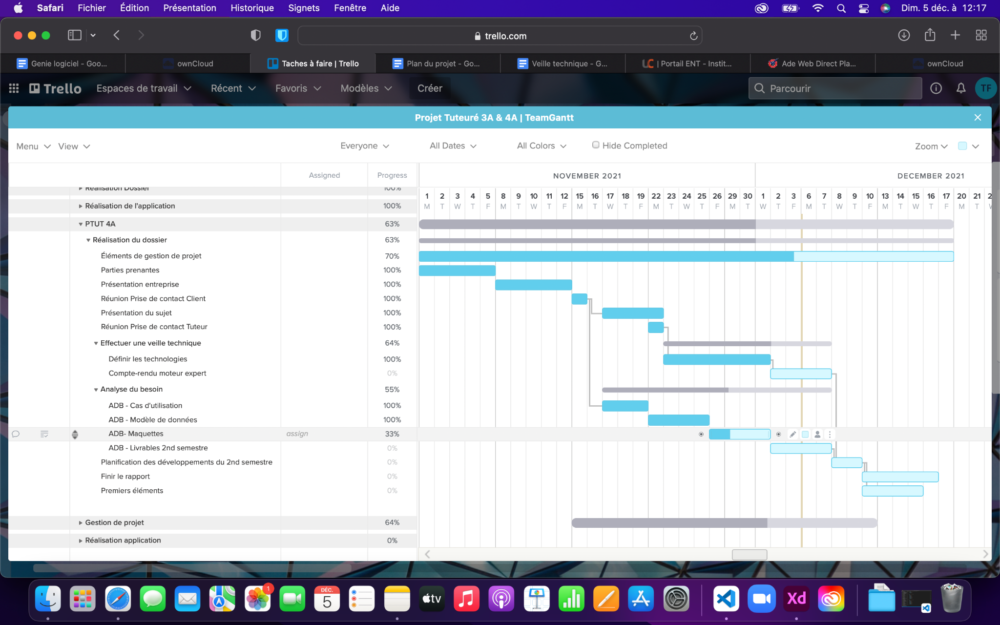 Safari Fichier Édition Présentation Historique Signets Fenêtre Aide Dim. 5 déc. à 12:17
trello.com
Genie logiciel - Goo... ownCloud Taches à faire | Trello Plan du projet - Go... Veille technique - G... LC | Portail ENT - Instit... Ade Web Direct Pla... ownCloud
Trello Espaces de travail Récent Favoris Modèles Créer Parcourir TF
Projet Tuteuré 3A & 4A | TeamGantt
Menu View Everyone All Dates All Colors Hide Completed Zoom
Assigned Progress NOVEMBER 2021 DECEMBER 2021
Réalisation Dossier 100%
1 2 3 4 5 8 9 10 11 12 15 16 17 18 19 22 23 24 25 26 29 30 1 2 3 6 7 8 9 10 13 14 15 16 17 20 21 2
M T W T F M T W T F M T W T F M T W T F M T W T F M T W T F M T W T F M T W
Réalisation de l'application 100%
PTUT 4A 63%
Réalisation du dossier 63%
Éléments de gestion de projet 70%
Parties prenantes 100%
Présentation entreprise 100%
Réunion Prise de contact Client 100%
Présentation du sujet 100%
Réunion Prise de contact Tuteur 100%
Effectuer une veille technique 64%
Définir les technologies 100%
Compte-rendu moteur expert 0%
Analyse du besoin 55%
ADB - Cas d'utilisation 100%
ADB - Modèle de données 100%
ADB- Maquettes assign 33%
ADB - Livrables 2nd semestre 0%
Planification des développements du 2nd semestre 0%
Finir le rapport 0%
Premiers éléments 0%
Gestion de projet 64%
Réalisation application 0%
1 DÉC. 5 tv Xd